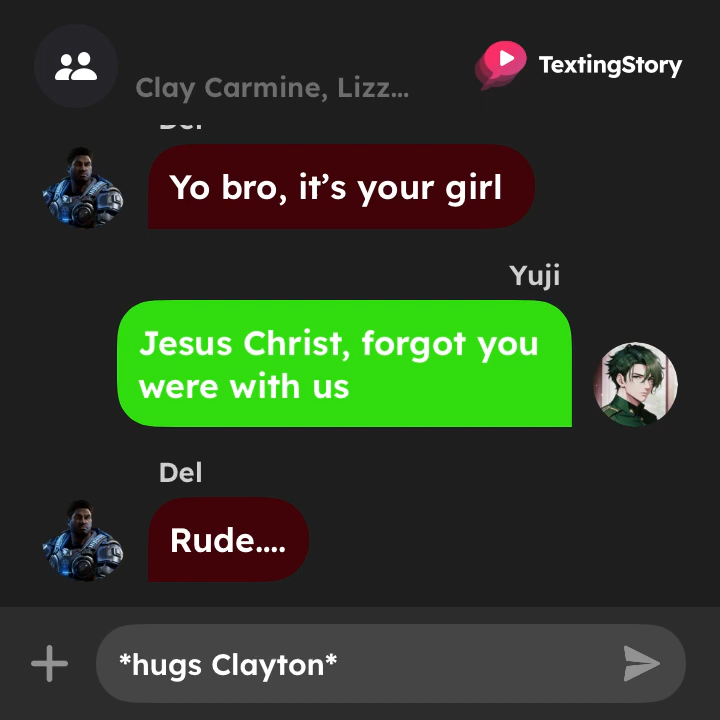 TextingStory
Clay Carmine, Lizz...
Del
Yo bro, it’s your girl
Yuji
Jesus Christ, forgot you
were with us
Del
Rude....
*hugs Clayton*